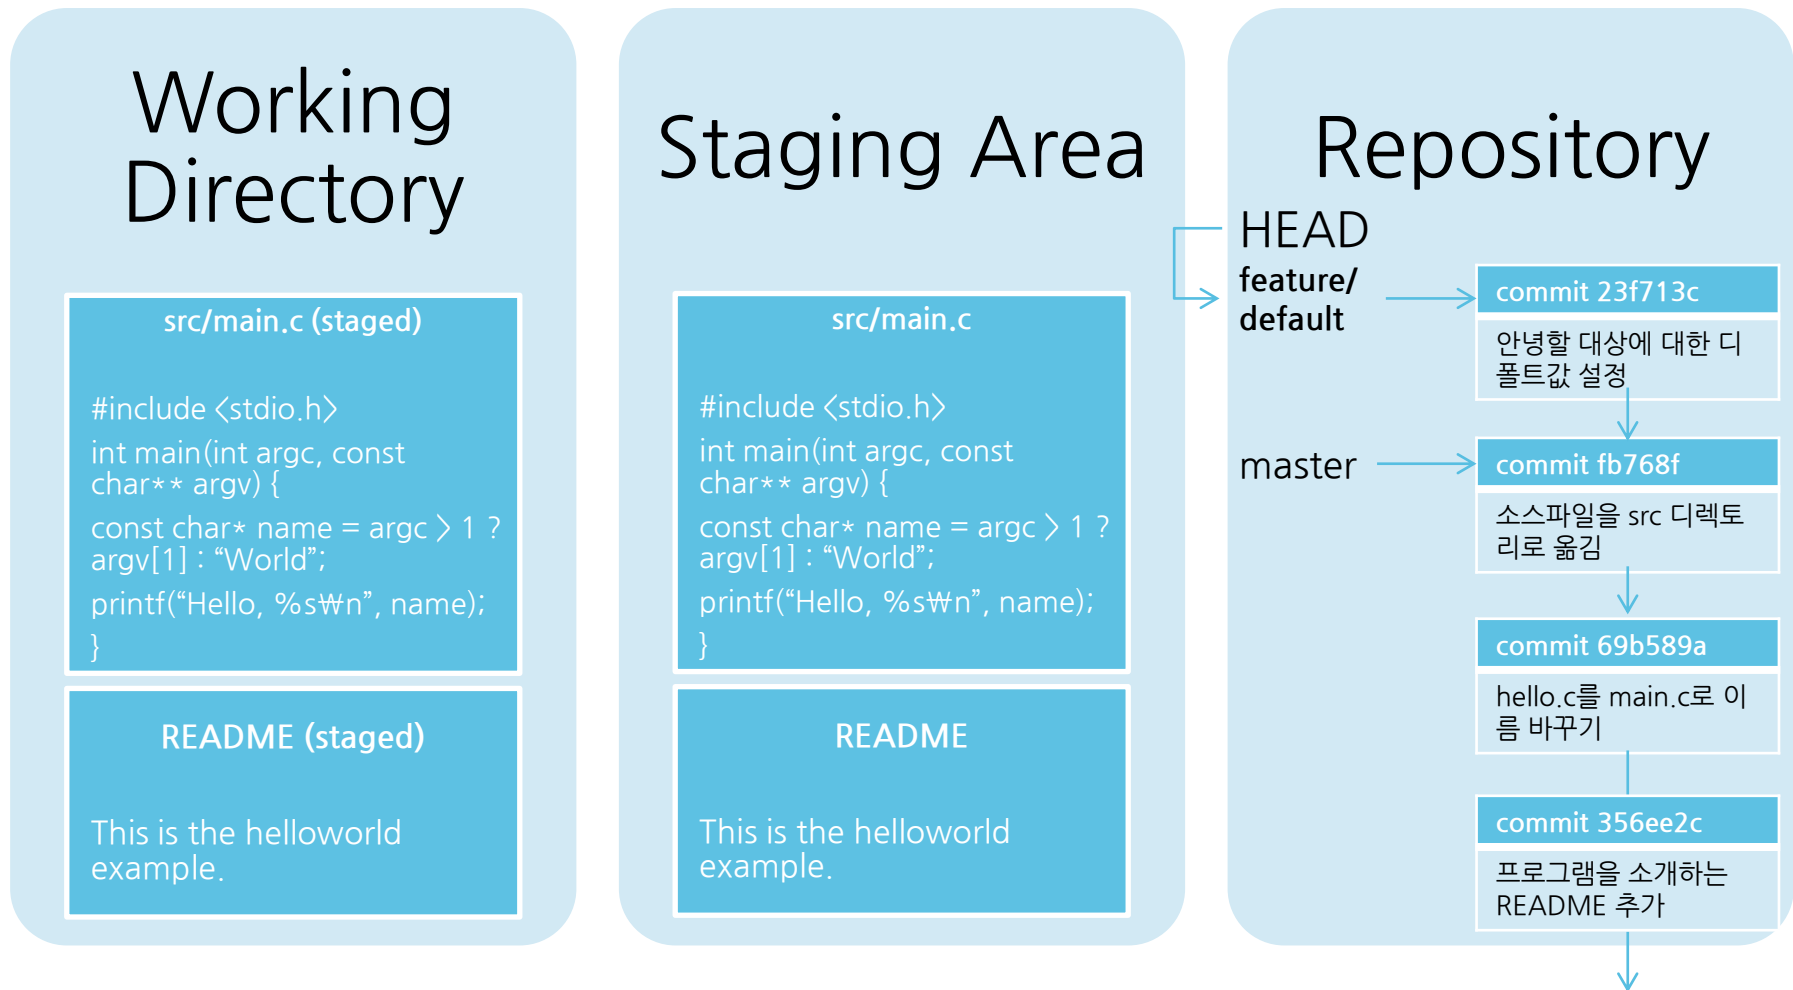 Working
Directory
src/main.c (staged)
#include <stdio.h>
int main(int argc, const
char** argv) {
const char* name = argc > 1 ?
argv[1] : “World”;
printf(“Hello, %s₩n”, name);
}
README (staged)
This is the helloworld
example.
Staging Area
src/main.c
#include <stdio.h>
int main(int argc, const
char** argv) {
const char* name = argc > 1 ?
argv[1] : “World”;
printf(“Hello, %s₩n”, name);
}
README
This is the helloworld
example.
Repository
HEAD
feature/
default
master
commit 23f713c
안녕할 대상에 대한 디
폴트값 설정
commit fb768f
소스파일을 src 디렉토
리로 옮김
commit 69b589a
hello.c를 main.c로 이
름 바꾸기
commit 356ee2c
프로그램을 소개하는
README 추가